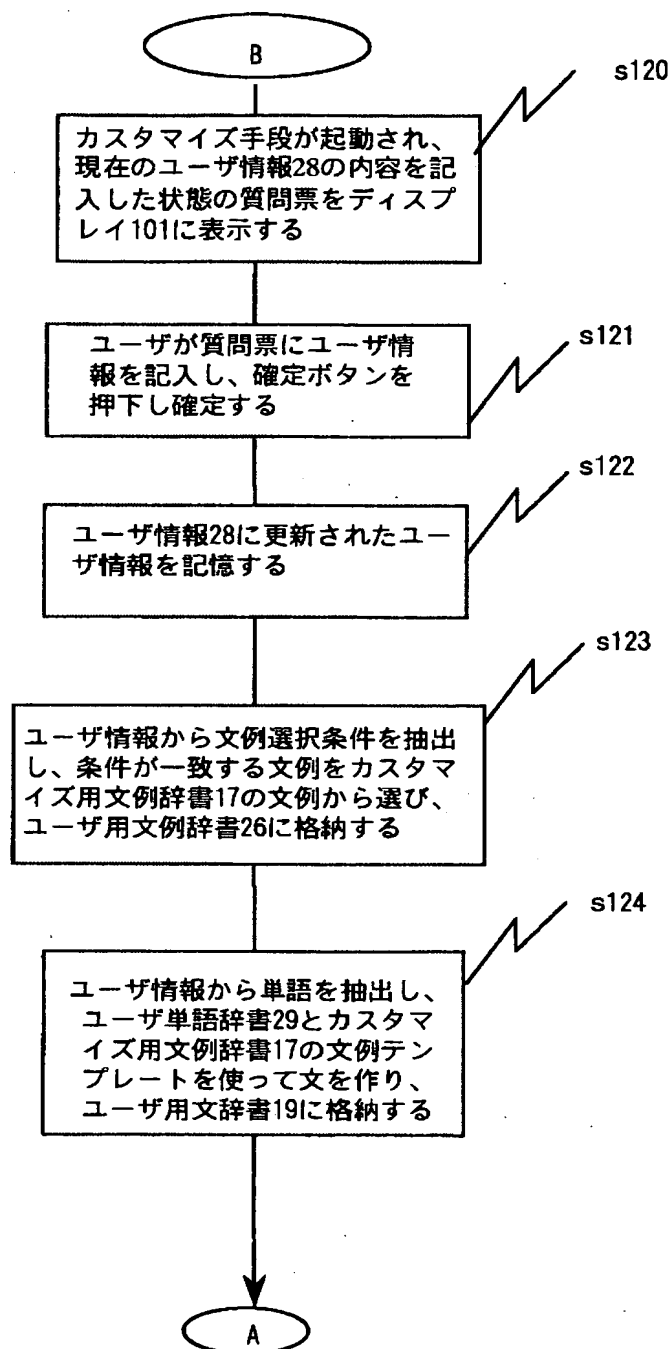 B
s120
カスタマイズ手段が起動され、
現在のユーザ情報28の内容を記
入した状態の質問票をディスプ
レイ101に表示する
s121
ユーザが質問票にユーザ情
報を記入し、確定ボタンを
押下し確定する
s122
ユーザ情報28に更新されたユー
ザ情報を記憶する
s123
ユーザ情報から文例選択条件を抽出
し、条件が一致する文例をカスタマ
イズ用文例辞書17の文例から選び、
ユーザ用文例辞書26に格納する
s124
ユーザ情報から単語を抽出し、
ユーザ単語辞書29とカスタマ
イズ用文例辞書17の文例テン
プレートを使って文を作り、
ユーザ用文辞書19に格納する
A